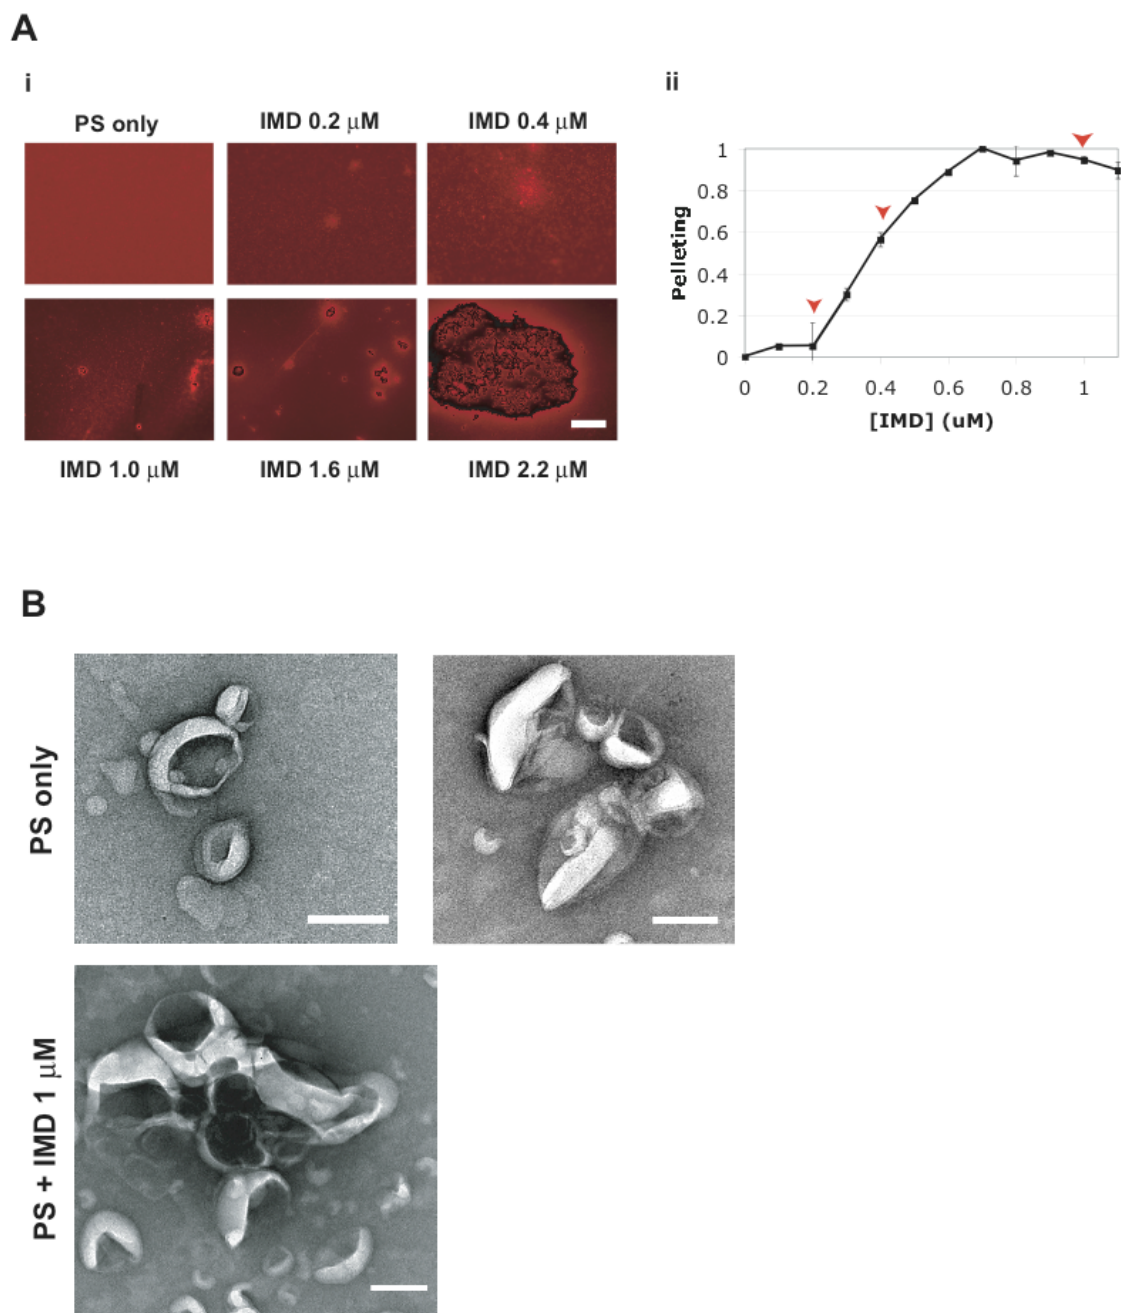 A
i
PS only
IMD 0.2 μM
IMD 0.4 μM
IMD 1.0 μM
IMD 1.6 μM
IMD 2.2 μM
ii
Pelleting
1
0.8
0.6
0.4
0.2
0
0 0.2 0.4 0.6 0.8 1
[IMD] (uM)
B
PS only
PS + IMD 1 μM